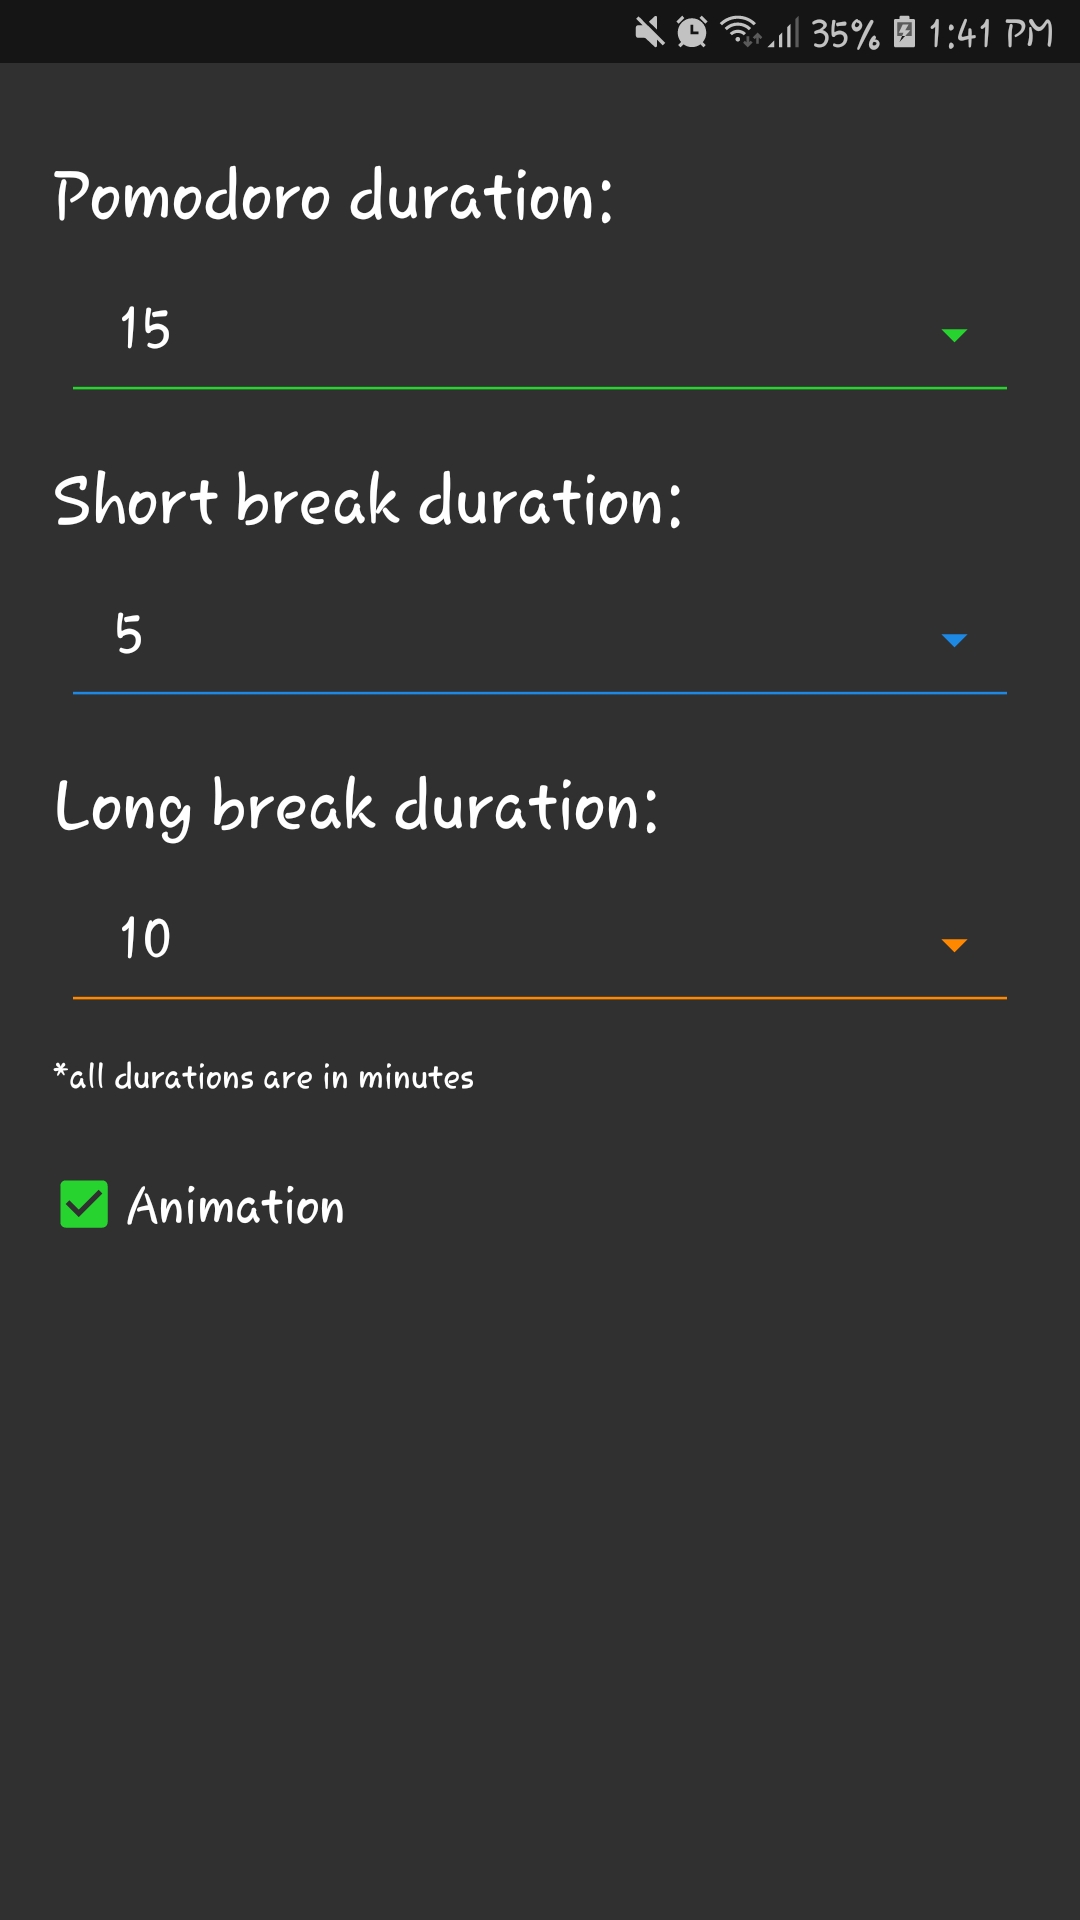 35% 1:41 PM
Pomodoro duration:
15
Short break duration:
5
Long break duration:
10
*all durations are in minutes
Animation